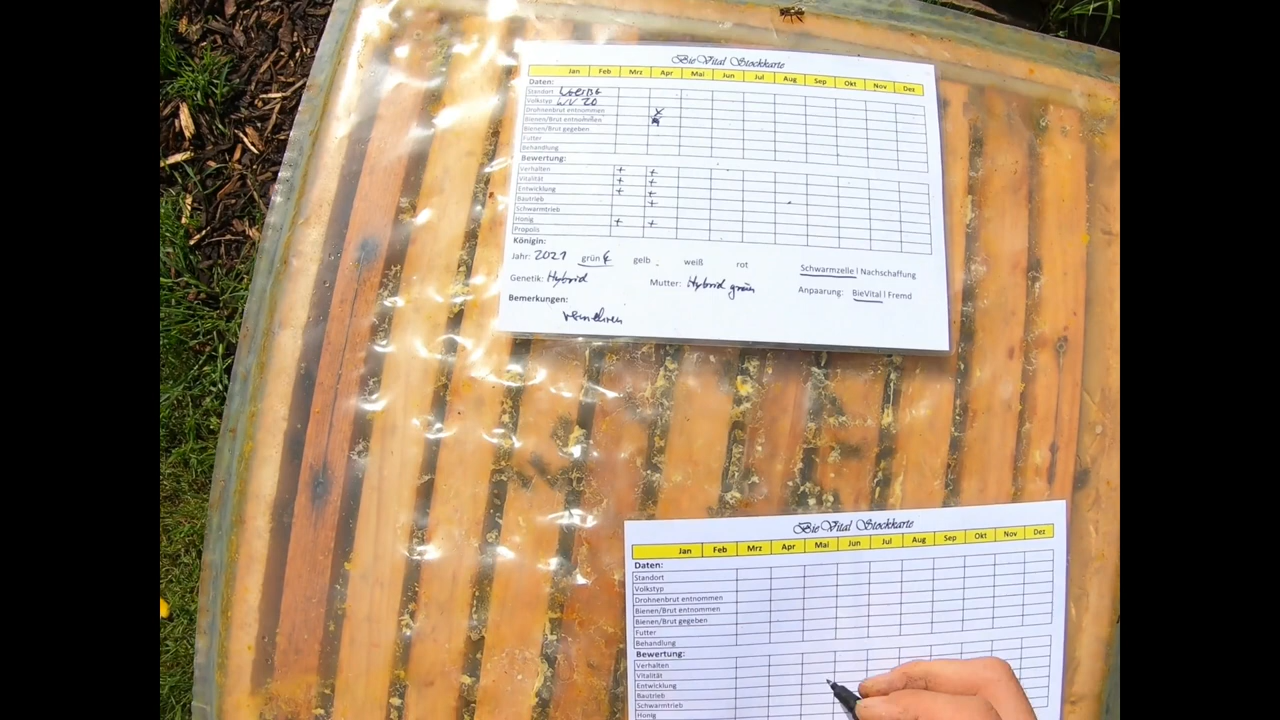 BieVital Stockkarte
Jan Feb Mrz Apr Mai Jun Jul Aug Sep Okt Nov Dez
Daten:
Standort
Volkstyp WV 20
Drohnenbrut entnommen X
Bienen/Brut entnommen
Bienen/Brut gegeben
Futter
Behandlung
Bewertung:
Verhalten + +
Vitalität + +
Entwicklung + +
Bautrieb +
Schwarmtrieb
Honig + +
Propolis
Königin:
Jahr: 2021 grün gelb weiß rot Schwarmzelle | Nachschaffung
Genetik: Hybrid Mutter: Hybrid grün Anpaarung: BieVital | Fremd
Bemerkungen:
vermehren
BieVital Stockkarte
Jan Feb Mrz Apr Mai Jun Jul Aug Sep Okt Nov Dez
Daten:
Standort
Volkstyp
Drohnenbrut entnommen
Bienen/Brut entnommen
Bienen/Brut gegeben
Futter
Behandlung
Bewertung:
Verhalten
Vitalität
Entwicklung
Bautrieb
Schwarmtrieb
Honig